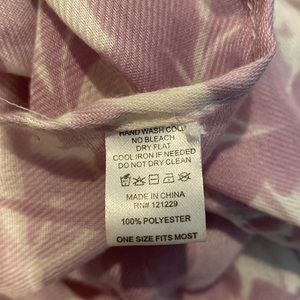 HAND WASH COLD
NO BLEACH
DRY FLAT
COOL IRON IF NEEDED
DO NOT DRY CLEAN
MADE IN CHINA
RN# 121229
100% POLYESTER
ONE SIZE FITS MOST